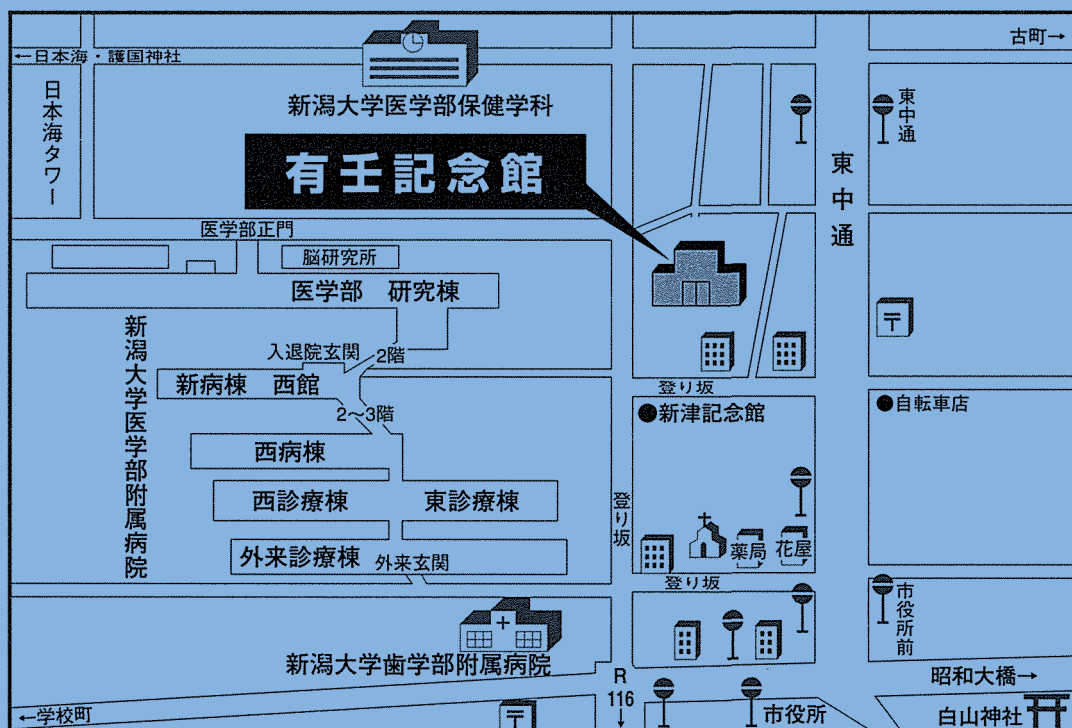 古町→
←日本海・護国神社
日本海タワー
新潟大学医学部保健学科
東中通
東中通
有壬記念館
医学部正門
脳研究所
医学部 研究棟
〒
新潟大学医学部附属病院
入退院玄関
2階
新病棟 西館
登り坂
2〜3階
●新津記念館
●自転車店
西病棟
西診療棟
東診療棟
登り坂
外来診療棟
外来玄関
薬局
花屋
登り坂
市役所前
新潟大学歯学部附属病院
R
116
↓
昭和大橋→
←学校町
〒
市役所
白山神社